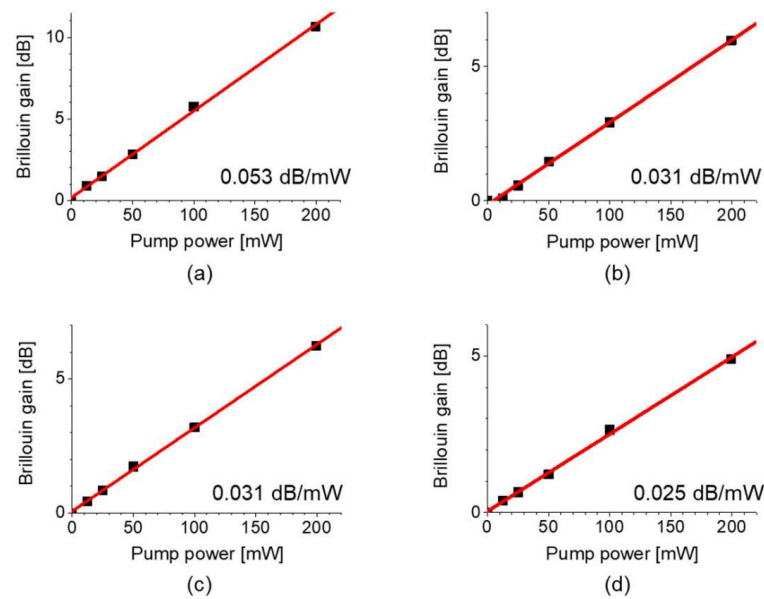 10
5
0
Brillouin gain [dB]
0.053 dB/mW
50 100 150 200
Pump power [mW]
(a)
5
0
Brillouin gain [dB]
0.031 dB/mW
0 50 100 150 200
Pump power [mW]
(b)
5
0
Brillouin gain [dB]
0.031 dB/mW
50 100 150 200
Pump power [mW]
(c)
5
0
Brillouin gain [dB]
0.025 dB/mW
0 50 100 150 200
Pump power [mW]
(d)